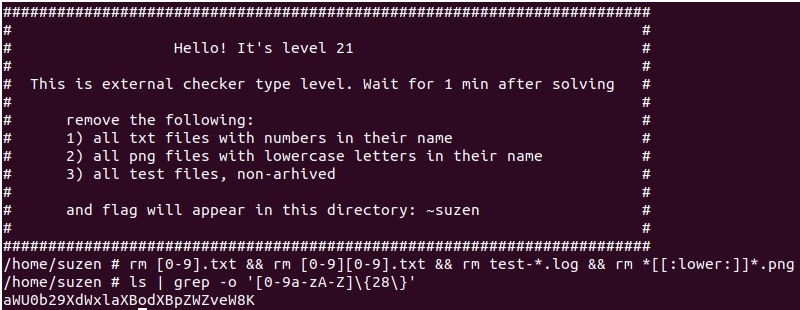 ########################################################################
#                                                                      #
#                  Hello! It's level 21                                #
#                                                                      #
#  This is external checker type level. Wait for 1 min after solving   #
#                                                                      #
#      remove the following:                                           #
#      1) all txt files with numbers in their name                     #
#      2) all png files with lowercase letters in their name           #
#      3) all test files, non-arhived                                  #
#                                                                      #
#      and flag will appear in this directory: ~suzen                  #
#                                                                      #
########################################################################
/home/suzen # rm [0-9].txt && rm [0-9][0-9].txt && rm test-*.log && rm *[[:lower:]]*.png
/home/suzen # ls | grep -o '[0-9a-zA-Z]\{28\}'
aWU0b29XdWxlaXBodXBpZWZveW8K